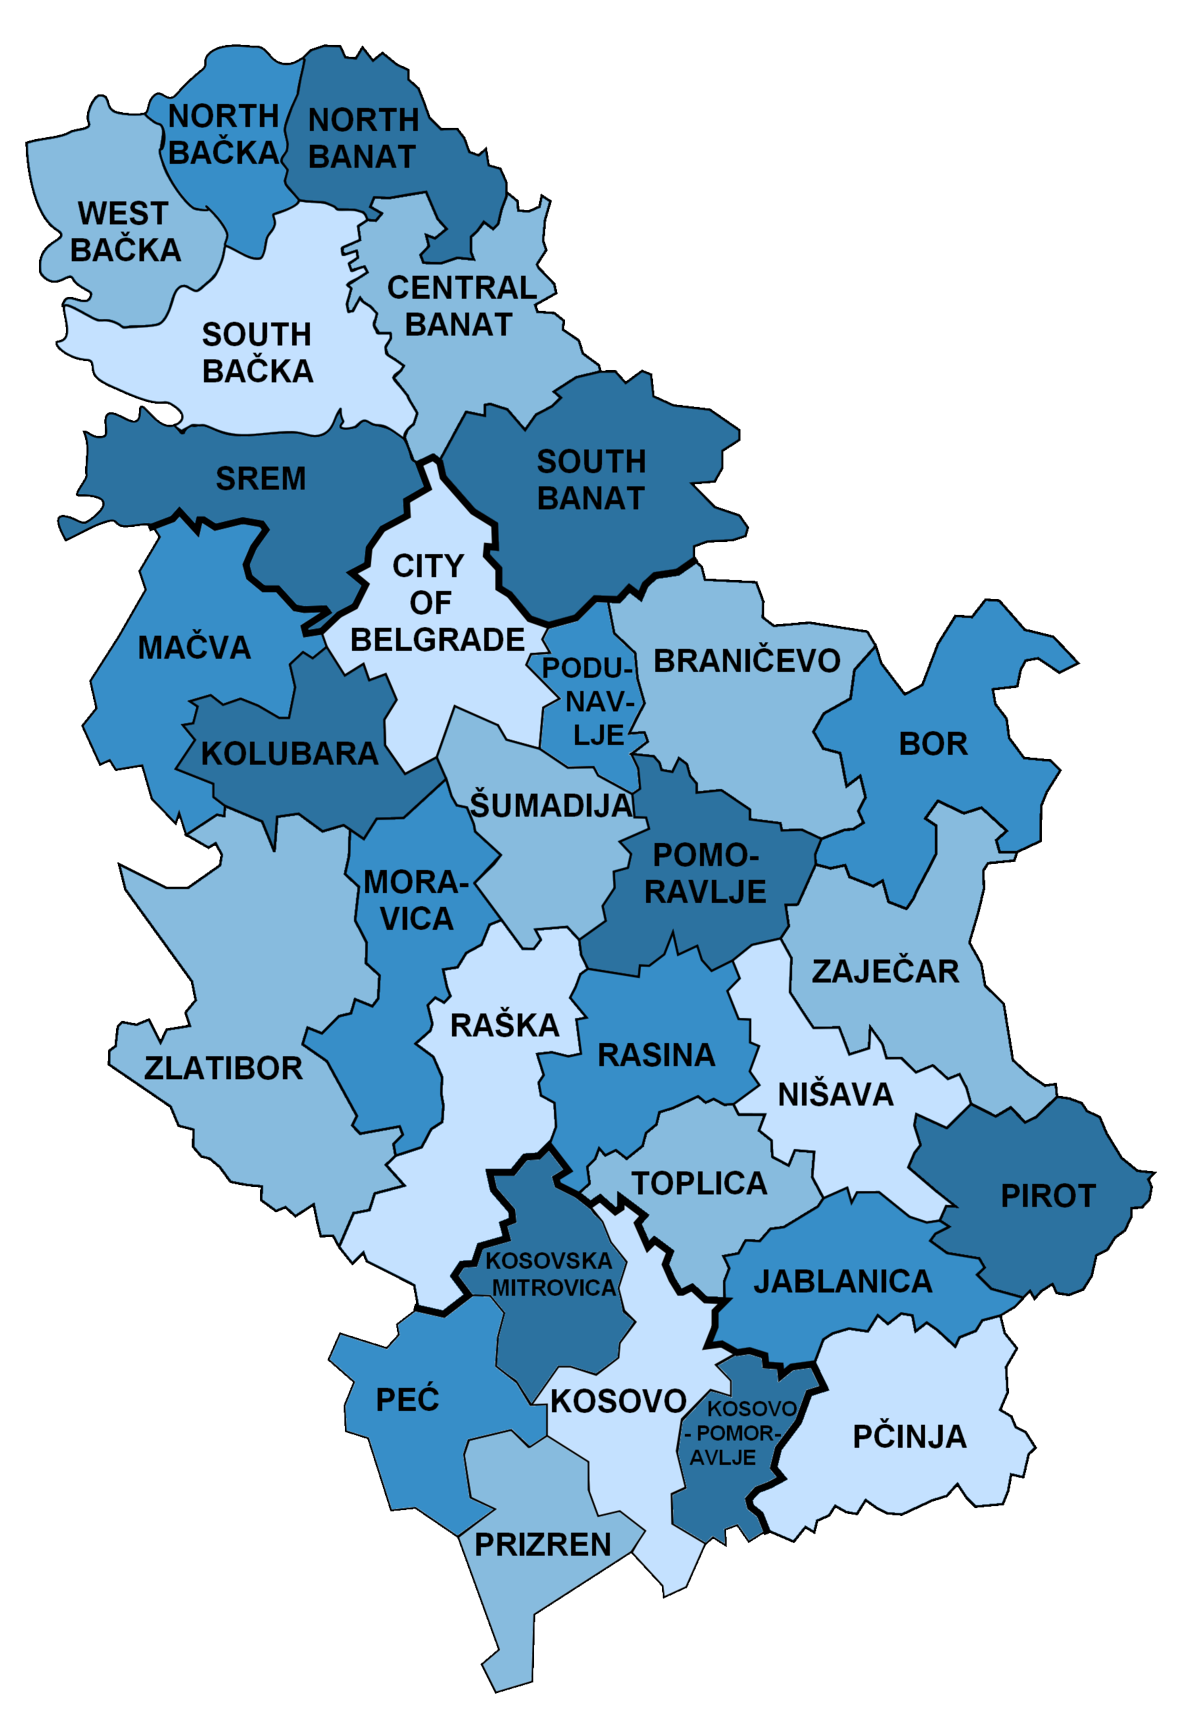 NORTH
BAČKA
NORTH
BANAT
WEST
BAČKA
CENTRAL
BANAT
SOUTH
BAČKA
SREM
SOUTH
BANAT
CITY
OF
BELGRADE
MAČVA
PODU-
NAV-
LJE
BRANIČEVO
KOLUBARA
BOR
ŠUMADIJA
MORA-
VICA
POMO-
RAVLJE
ZAJEČAR
RAŠKA
RASINA
ZLATIBOR
NIŠAVA
TOPLICA
PIROT
KOSOVSKA
MITROVICA
JABLANICA
PEĆ
KOSOVO
KOSOVO
- POMOR-
AVLJE
PČINJA
PRIZREN